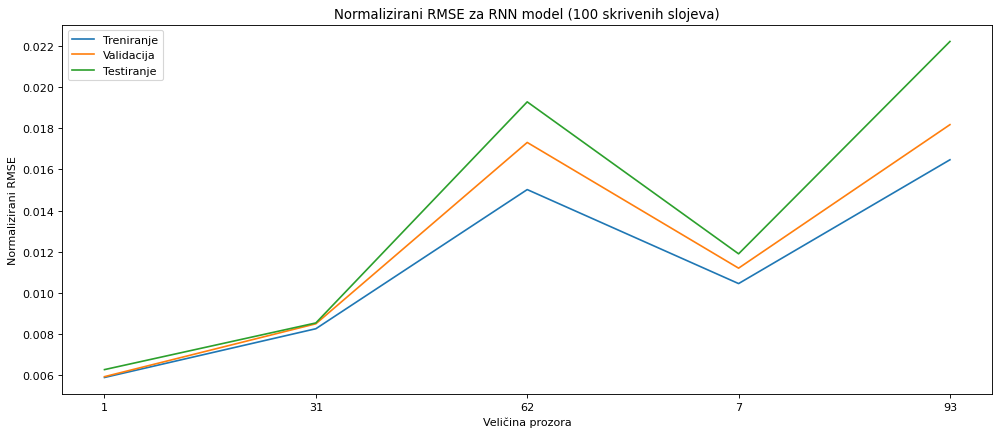 Normalizirani RMSE za RNN model (100 skrivenih slojeva)
Treniranje
Validacija
Testiranje
Normalizirani RMSE
0.022
0.020
0.018
0.016
0.014
0.012
0.010
0.008
0.006
1 31 62 7 93
Veličina prozora